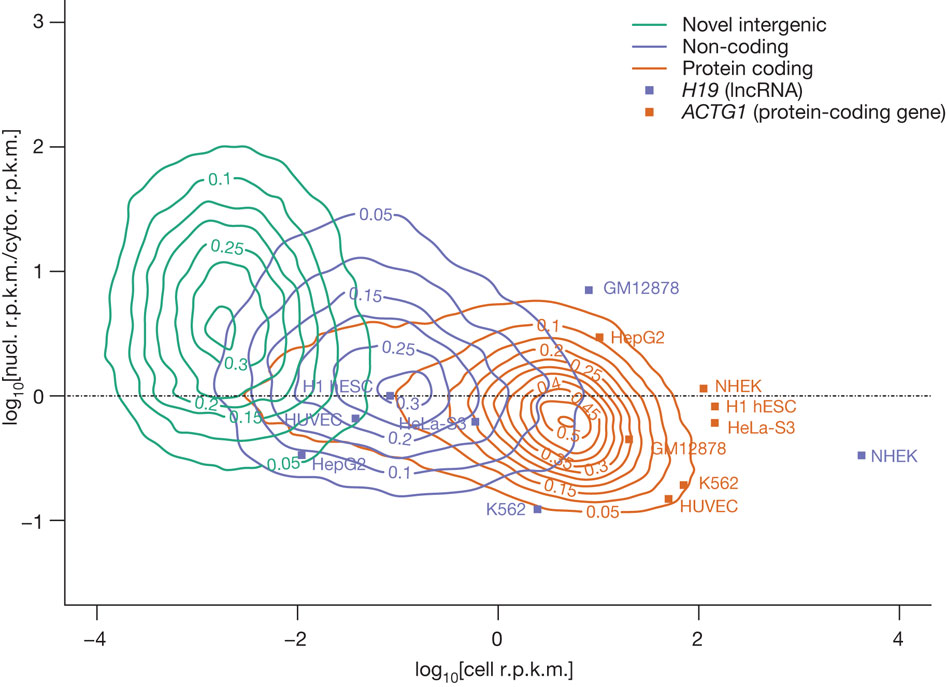 3
2
1
0
−1
−4
−2
0
2
4
log10[nucl. r.p.k.m./cyto. r.p.k.m.]
log10[cell r.p.k.m.]
Novel intergenic
Non-coding
Protein coding
H19 (lncRNA)
ACTG1 (protein-coding gene)
0.1
0.05
0.25
0.15
GM12878
0.1
HepG2
0.2
0.3
0.25
0.25
0.4
H1 hESC
NHEK
0.2
0.3
0.45
H1 hESC
0.15
HUVEC
HeLa-S3
HeLa-S3
0.2
0.5
GM12878
0.05
HepG2
0.1
0.35
0.3
NHEK
0.15
K562
K562
0.05
HUVEC